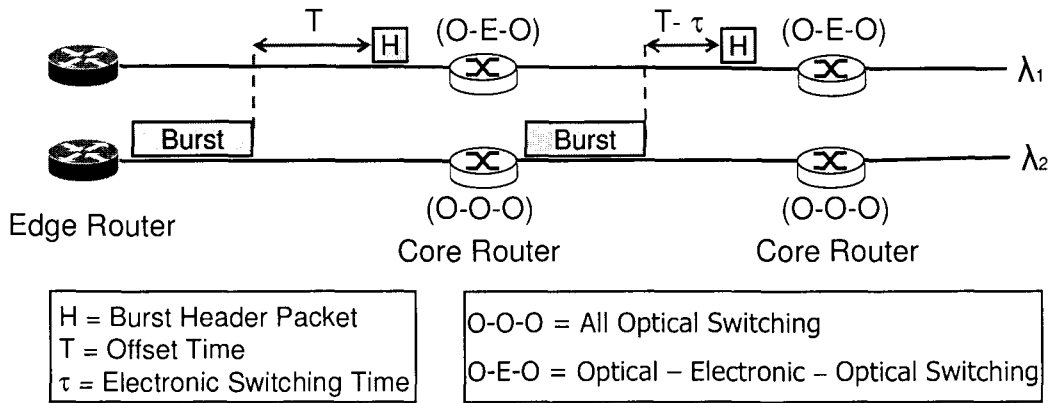 T
H
(O-E-O)
T- τ
H
(O-E-O)
λ1
Burst
Burst
λ2
Edge Router
(O-O-O)
Core Router
(O-O-O)
Core Router
H = Burst Header Packet
T = Offset Time
τ = Electronic Switching Time
O-O-O = All Optical Switching
O-E-O = Optical – Electronic – Optical Switching